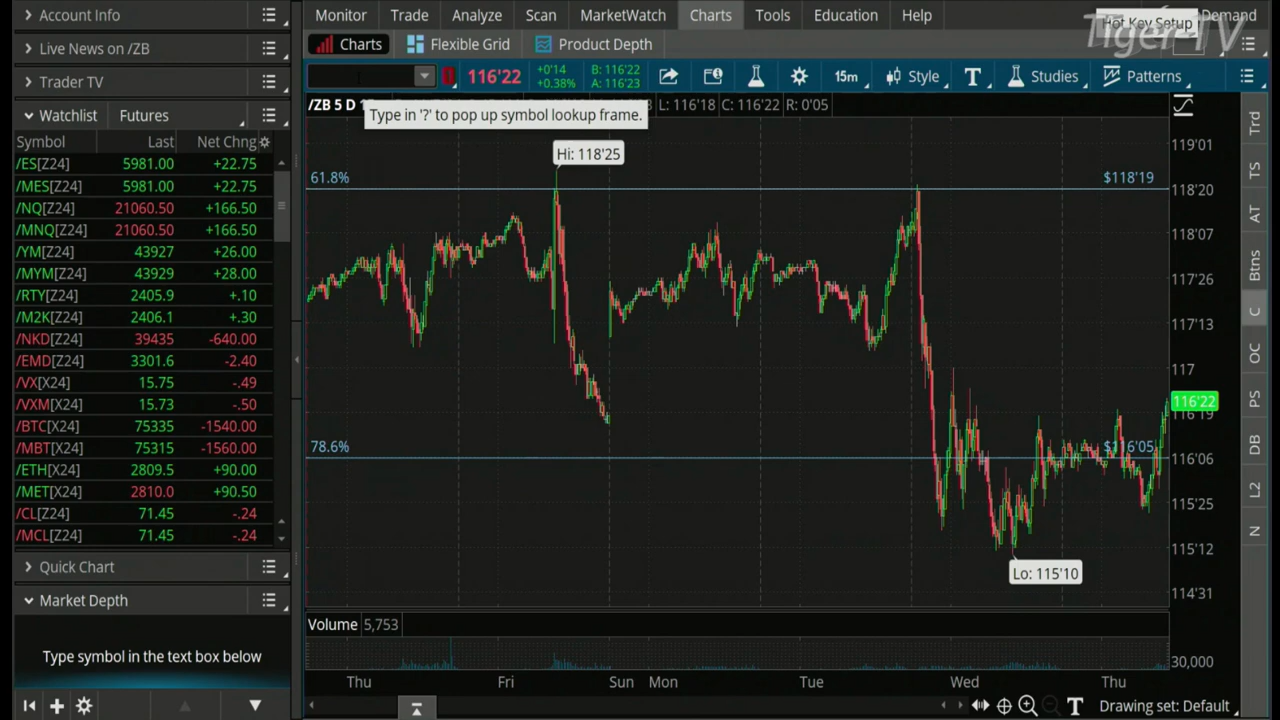 Account Info
Live News on /ZB
Trader TV
Watchlist Futures
Symbol Last Net Chng
/ES[Z24] 5981.00 +22.75
/MES[Z24] 5981.00 +22.75
/NQ[Z24] 21060.50 +166.50
/MNQ[Z24] 21060.50 +166.50
/YM[Z24] 43927 +26.00
/MYM[Z24] 43929 +28.00
/RTY[Z24] 2405.9 +.10
/M2K[Z24] 2406.1 +.30
/NKD[Z24] 39435 -640.00
/EMD[Z24] 3301.6 -2.40
/VX[X24] 15.75 -.49
/VXM[X24] 15.73 -.50
/BTC[X24] 75335 -1540.00
/MBT[X24] 75315 -1560.00
/ETH[X24] 2809.5 +90.00
/MET[X24] 2810.0 +90.50
/CL[Z24] 71.45 -.24
/MCL[Z24] 71.45 -.24
Quick Chart
Market Depth
Type symbol in the text box below
Monitor Trade Analyze Scan MarketWatch Charts Tools Education Help
Hot Key Setup
Demand
Tiger TV
Charts Flexible Grid Product Depth
116'22 +0'14 +0.38% B: 116'22 A: 116'23 15m Style T Studies Patterns
/ZB 5 D L: 116'18 C: 116'22 R: 0'05
Type in '?' to pop up symbol lookup frame.
Hi: 118'25
61.8% $118'19
78.6% $116'05
Lo: 115'10
119'01
118'20
118'07
117'26
117'13
117
116'22
116'19
116'06
115'25
115'12
114'31
Volume 5,753
30,000
Thu Fri Sun Mon Tue Wed Thu
T Drawing set: Default
Trd
TS
AT
Btns
C
OC
PS
DB
L2
N